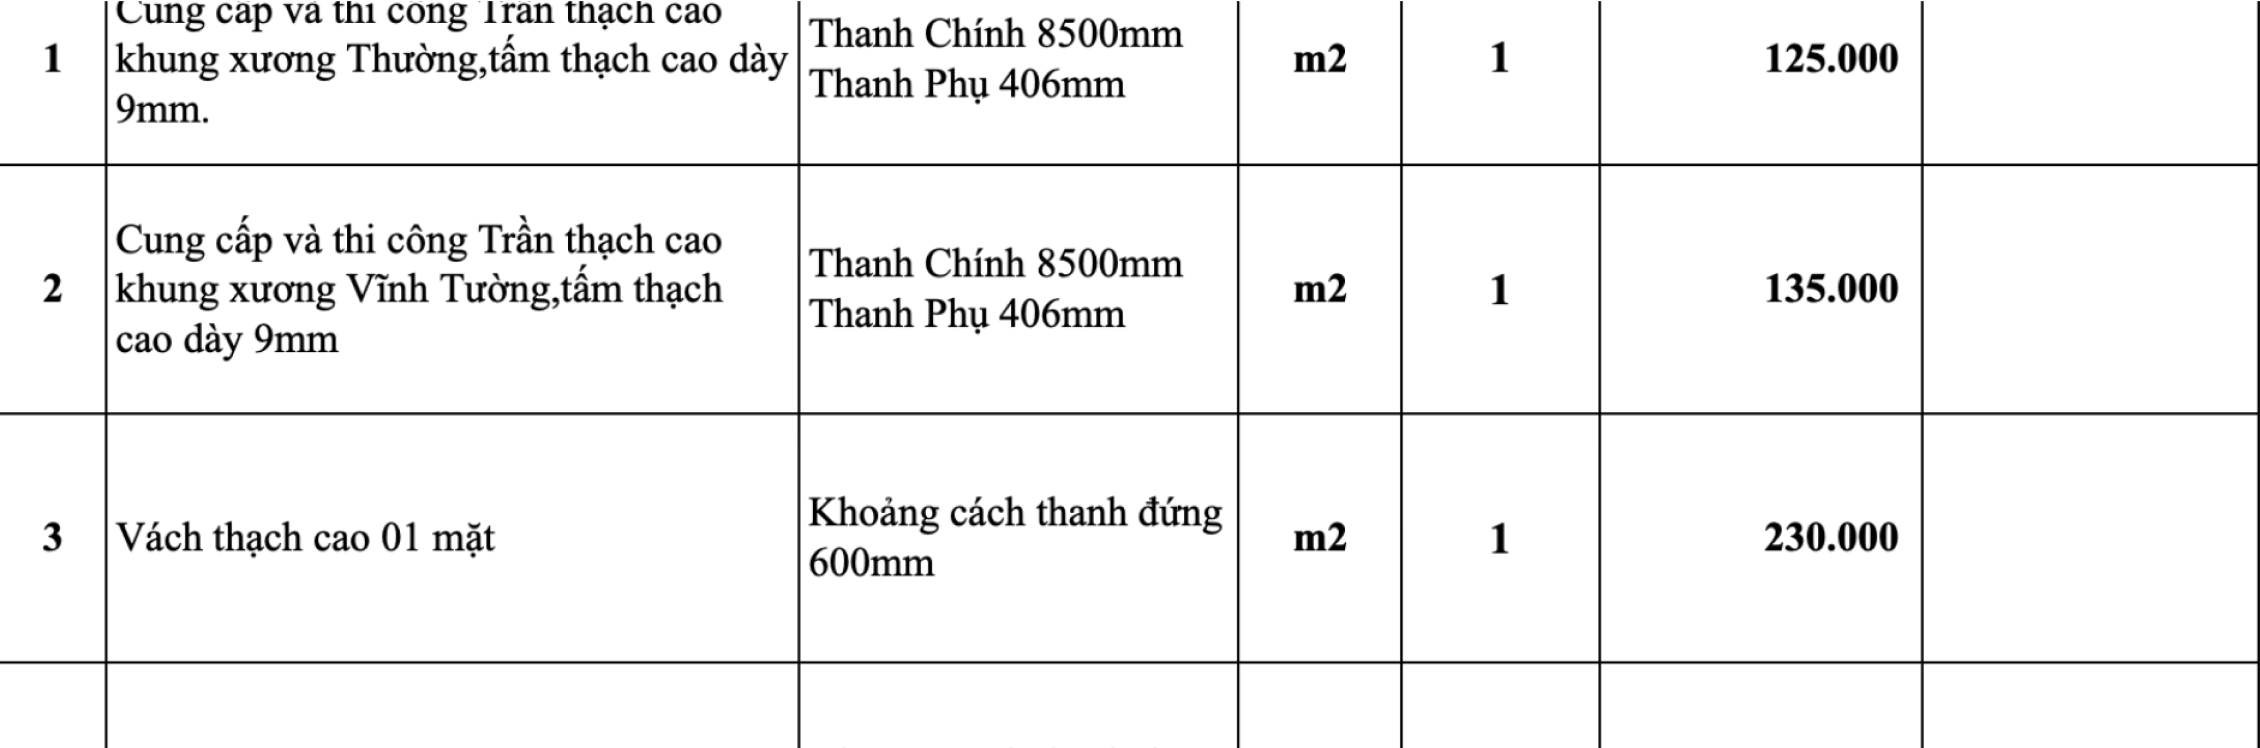 1
Cung cấp và thi công Trần thạch cao
khung xương Thường,tấm thạch cao dày
9mm.
Thanh Chính 8500mm
Thanh Phụ 406mm
m2
1
125.000
2
Cung cấp và thi công Trần thạch cao
khung xương Vĩnh Tường,tấm thạch
cao dày 9mm
Thanh Chính 8500mm
Thanh Phụ 406mm
m2
1
135.000
3
Vách thạch cao 01 mặt
Khoảng cách thanh đứng
600mm
m2
1
230.000